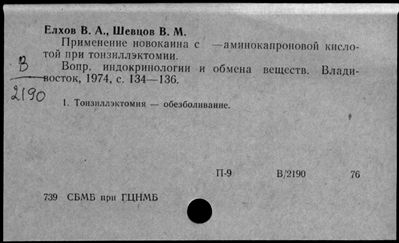 Елхов В. А., Шевцов В. М.
Применение новокаина с —аминокапроновой кисло-
той при тонзиллэктомии.
Вопр. индокринологии и обмена веществ. Влади-
восток, 1974, с. 134—136.
В
2190
1. Тонзиллэктомия — обезболивание.
П-9 В/2190 76
739 СБМБ при ГЦНМБ